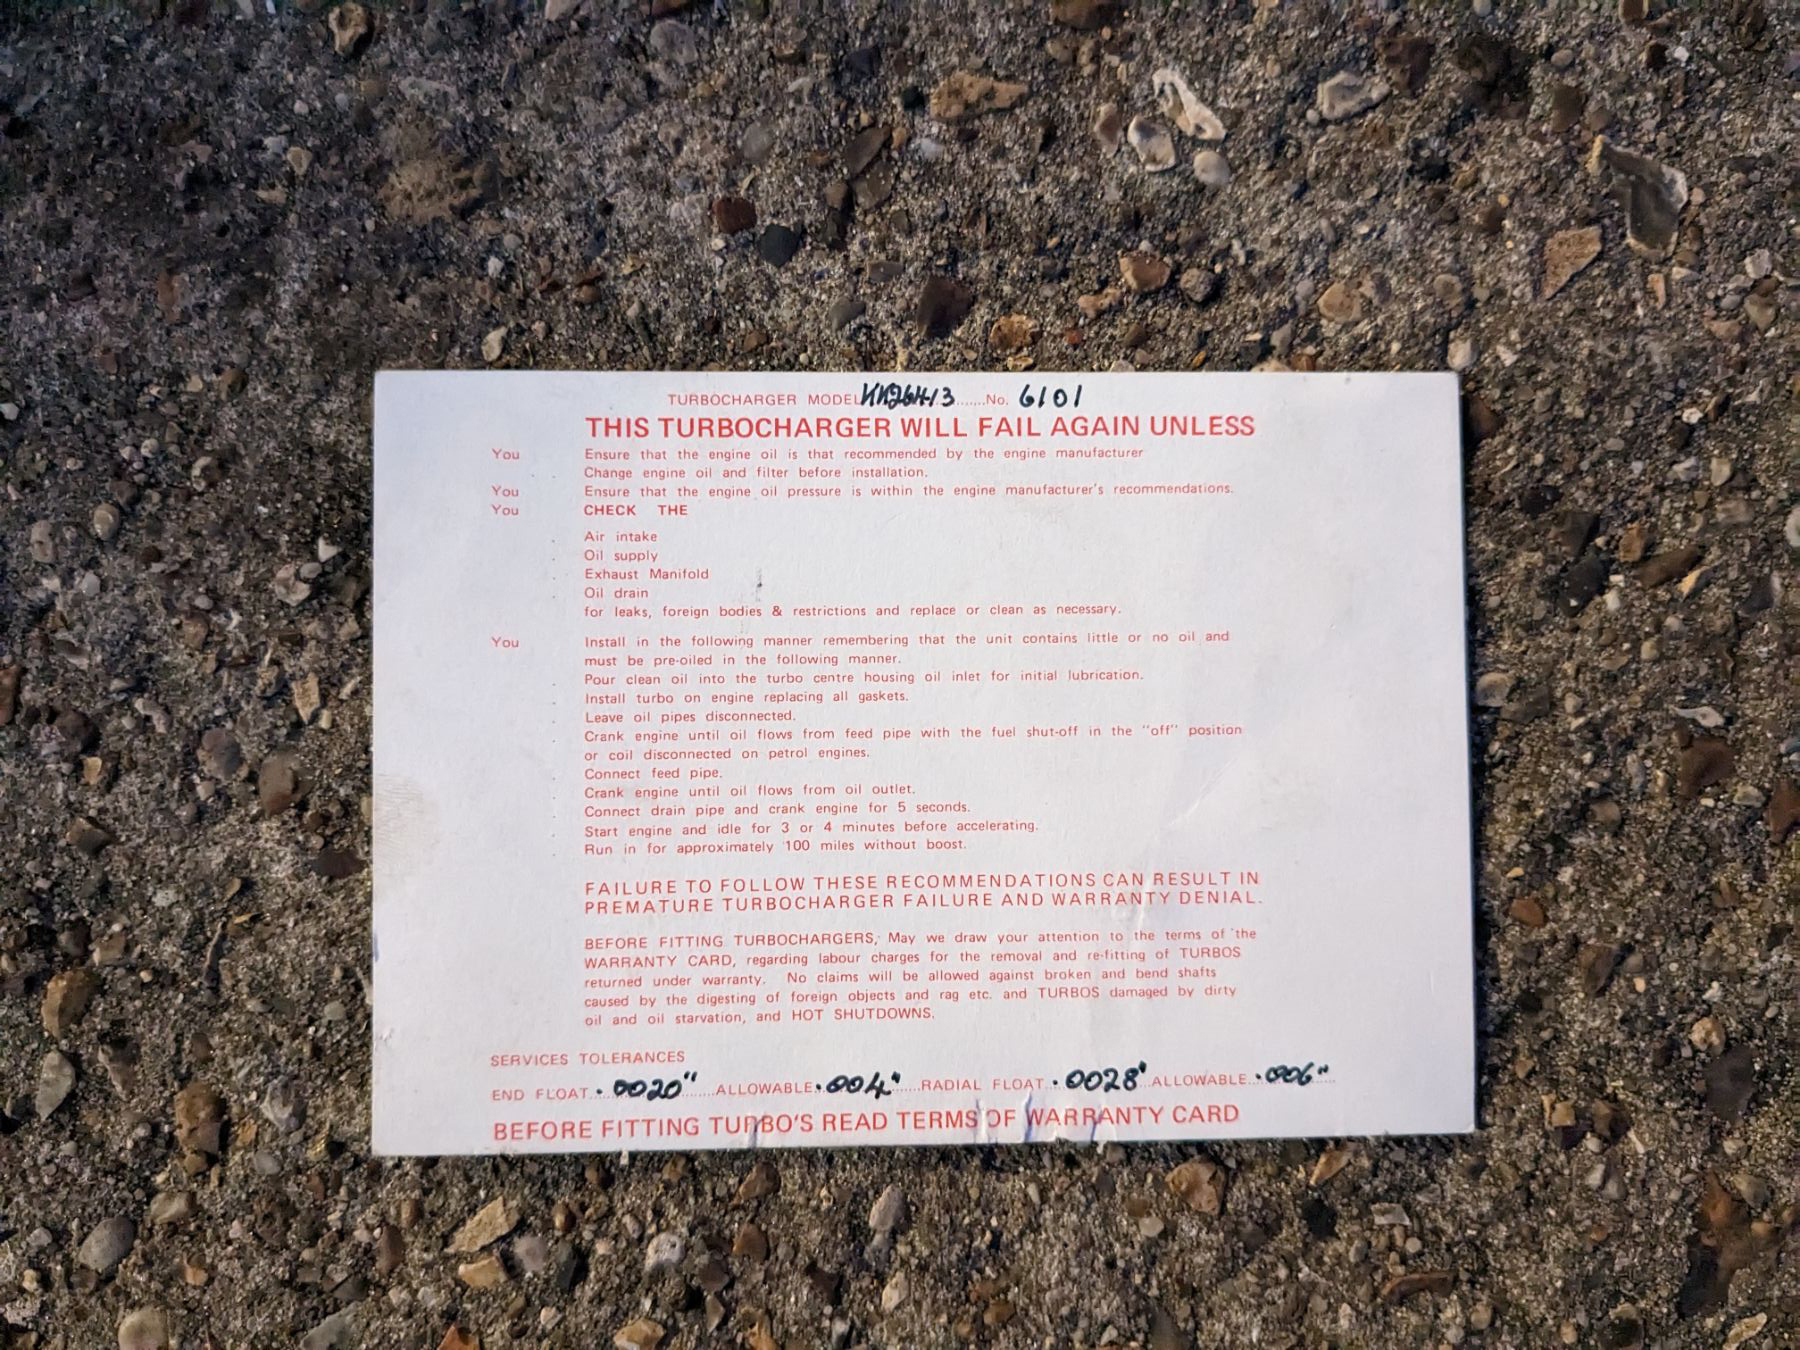 TURBOCHARGER MODEL ........No. 6101
THIS TURBOCHARGER WILL FAIL AGAIN UNLESS
You Ensure that the engine oil is that recommended by the engine manufacturer
Change engine oil and filter before installation.
You Ensure that the engine oil pressure is within the engine manufacturer's recommendations.
You CHECK THE
Air intake
Oil supply
Exhaust Manifold
Oil drain
for leaks, foreign bodies & restrictions and replace or clean as necessary.
You Install in the following manner remembering that the unit contains little or no oil and
must be pre-oiled in the following manner.
Pour clean oil into the turbo centre housing oil inlet for initial lubrication.
Install turbo on engine replacing all gaskets.
Leave oil pipes disconnected.
Crank engine until oil flows from feed pipe with the fuel shut-off in the "off" position
or coil disconnected on petrol engines.
Connect feed pipe.
Crank engine until oil flows from oil outlet.
Connect drain pipe and crank engine for 5 seconds.
Start engine and idle for 3 or 4 minutes before accelerating.
Run in for approximately 100 miles without boost.
FAILURE TO FOLLOW THESE RECOMMENDATIONS CAN RESULT IN
PREMATURE TURBOCHARGER FAILURE AND WARRANTY DENIAL.
BEFORE FITTING TURBOCHARGERS, May we draw your attention to the terms of the
WARRANTY CARD, regarding labour charges for the removal and re-fitting of TURBOS
returned under warranty. No claims will be allowed against broken and bend shafts
caused by the digesting of foreign objects and rag etc. and TURBOS damaged by dirty
oil and oil starvation, and HOT SHUTDOWNS.
SERVICES TOLERANCES
END FLOAT .0020" ALLOWABLE .004" RADIAL FLOAT .0028" ALLOWABLE .006"
BEFORE FITTING TURBO'S READ TERMS OF WARRANTY CARD